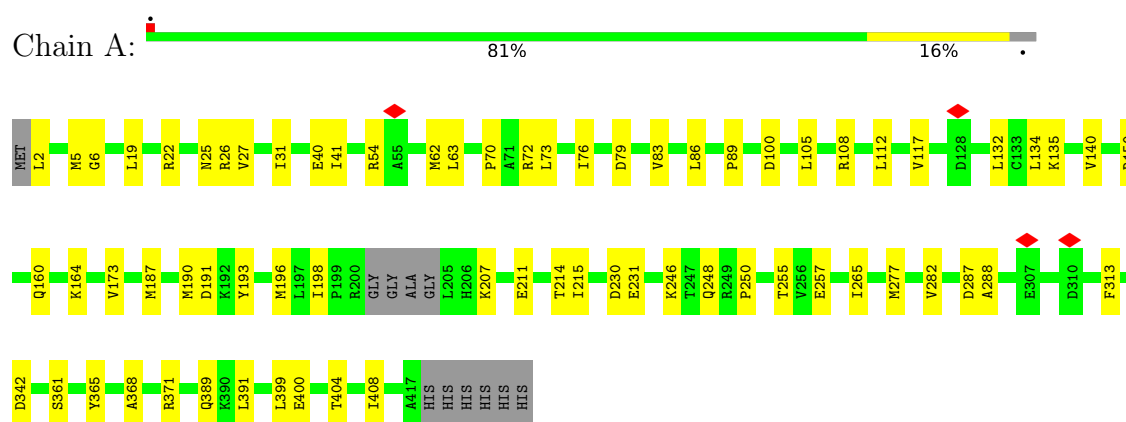 Chain A:
81% 16%
MET L2 M5 G6 L19 R22 N25 R26 V27 I31 E40 I41 R54 A55 M62 L63 P70 A71 R72 L73 I76 D79 V83 L86 P89 D100 L105 R108 L112 V117 D128 L132 C133 L134 K135 V140
Q160 K164 V173 M187 M190 D191 K192 Y193 M196 L197 I198 P199 R200 GLY GLY ALA GLY L205 H206 K207 E211 T214 I215 D230 E231 K246 T247 Q248 R249 P250 T255 V256 E257 I265 M277 V282 D287 A288 E307 D310 F313
D342 S361 Y365 A368 R371 Q389 K390 L391 L399 E400 T404 I408 A417 HIS HIS HIS HIS HIS HIS